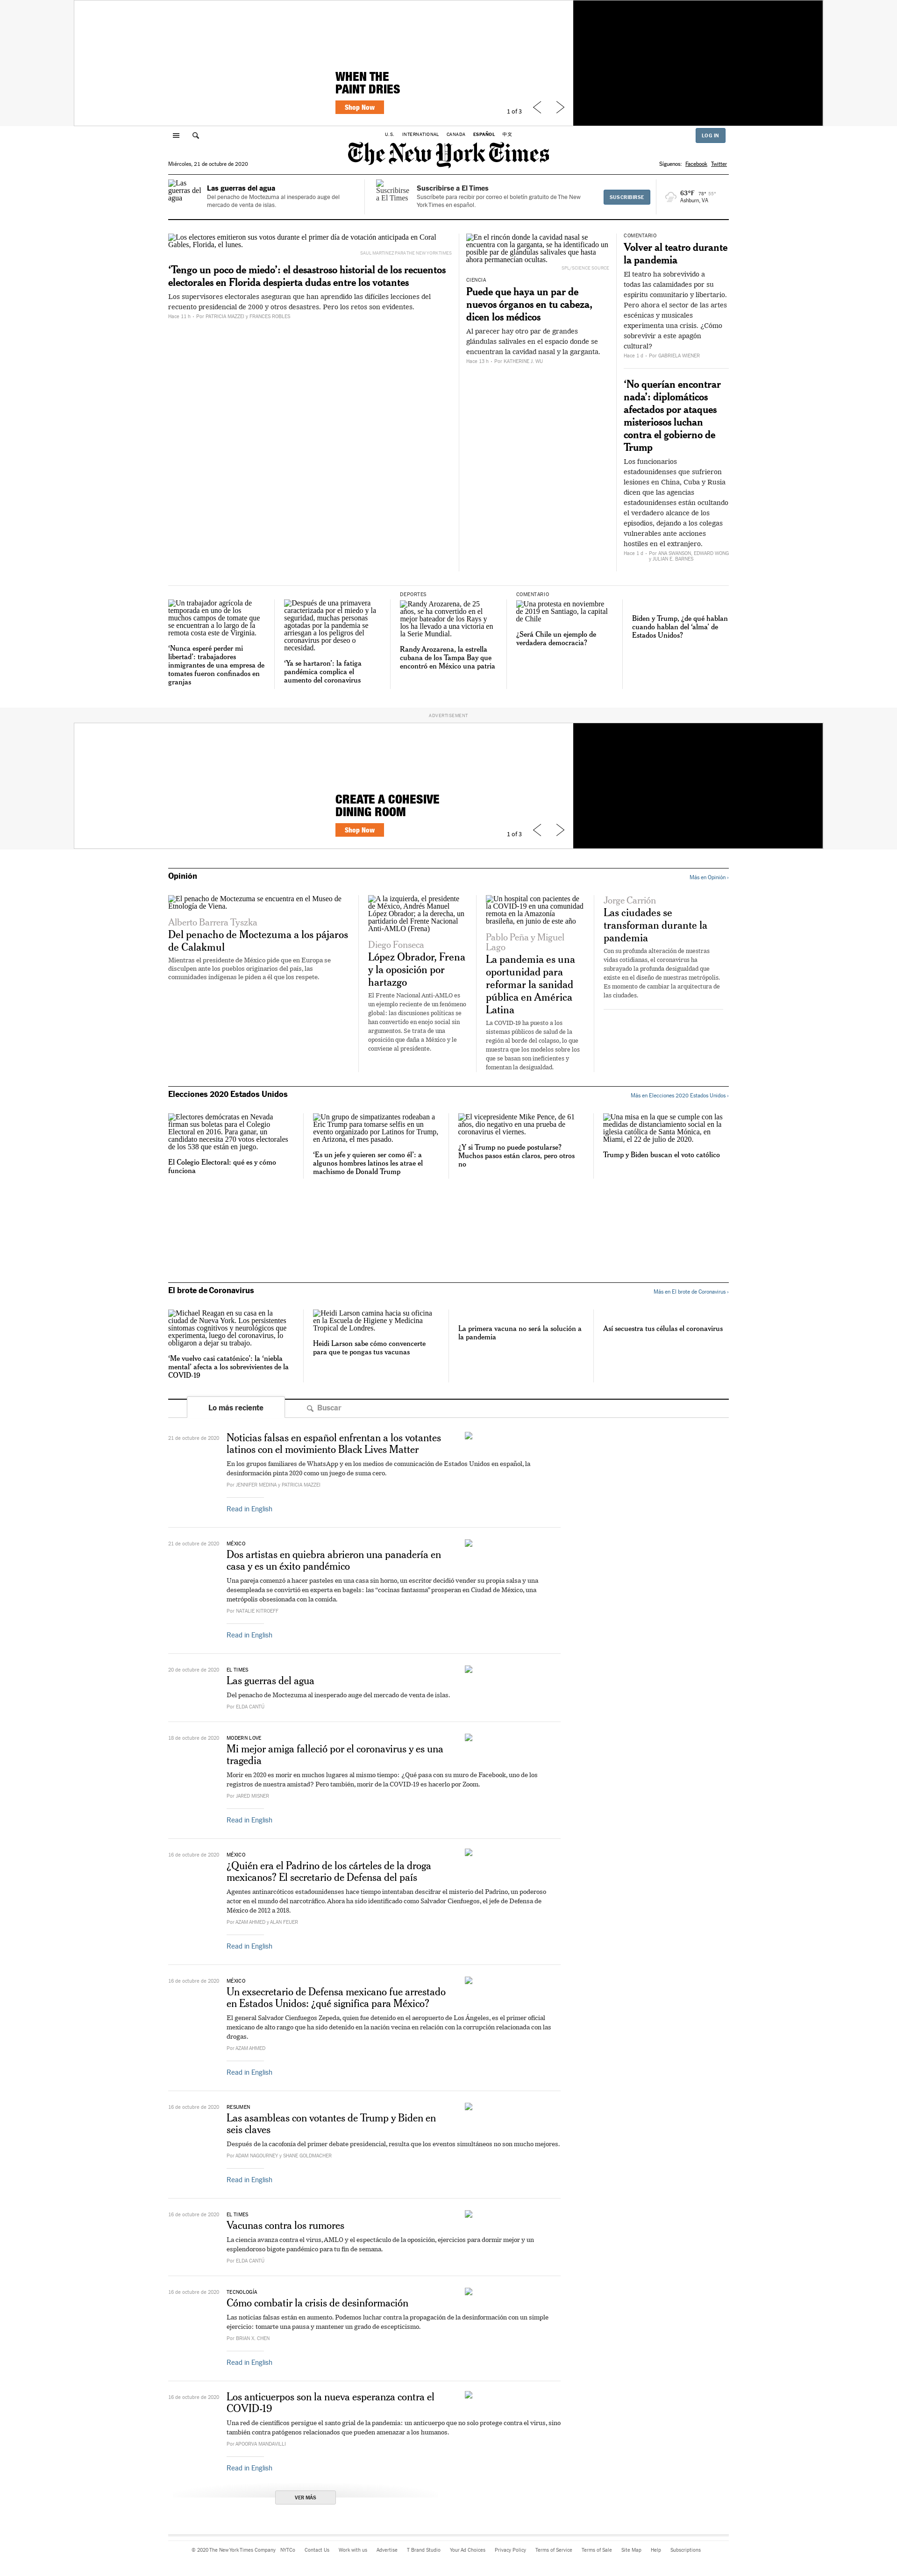 WHEN THE
PAINT DRIES
Shop Now
1 of 3
U.S.
INTERNATIONAL
CANADA
ESPAÑOL
中文
LOG IN
The New York Times
Miércoles, 21 de octubre de 2020
Síguenos:
Facebook
Twitter
Las guerras del agua
Las guerras del agua
Del penacho de Moctezuma al inesperado auge del
mercado de venta de islas.
Suscribirse a El Times
Suscribirse a El Times
Suscríbete para recibir por correo el boletín gratuito de The New
York Times en español.
SUSCRIBIRSE
63°F
78° 55°
Ashburn, VA
Los electores emitieron sus votos durante el primer día de votación anticipada en Coral
Gables, Florida, el lunes.
SAUL MARTINEZ PARA THE NEW YORK TIMES
'Tengo un poco de miedo': el desastroso historial de los recuentos
electorales en Florida despierta dudas entre los votantes
Los supervisores electorales aseguran que han aprendido las difíciles lecciones del
recuento presidencial de 2000 y otros desastres. Pero los retos son evidentes.
Hace 11 h – Por PATRICIA MAZZEI y FRANCES ROBLES
En el rincón donde la cavidad nasal se
encuentra con la garganta, se ha identificado un
posible par de glándulas salivales que hasta
ahora permanecían ocultas.
SPL/SCIENCE SOURCE
CIENCIA
Puede que haya un par de
nuevos órganos en tu cabeza,
dicen los médicos
Al parecer hay otro par de grandes
glándulas salivales en el espacio donde se
encuentran la cavidad nasal y la garganta.
Hace 13 h – Por KATHERINE J. WU
COMENTARIO
Volver al teatro durante
la pandemia
El teatro ha sobrevivido a
todas las calamidades por su
espíritu comunitario y libertario.
Pero ahora el sector de las artes
escénicas y musicales
experimenta una crisis. ¿Cómo
sobrevivir a este apagón
cultural?
Hace 1 d – Por GABRIELA WIENER
'No querían encontrar
nada': diplomáticos
afectados por ataques
misteriosos luchan
contra el gobierno de
Trump
Los funcionarios
estadounidenses que sufrieron
lesiones en China, Cuba y Rusia
dicen que las agencias
estadounidenses están ocultando
el verdadero alcance de los
episodios, dejando a los colegas
vulnerables ante acciones
hostiles en el extranjero.
Hace 1 d – Por ANA SWANSON, EDWARD WONG
y JULIAN E. BARNES
Un trabajador agrícola de
temporada en uno de los
muchos campos de tomate que
se encuentran a lo largo de la
remota costa este de Virginia.
'Nunca esperé perder mi
libertad': trabajadores
inmigrantes de una empresa de
tomates fueron confinados en
granjas
Después de una primavera
caracterizada por el miedo y la
seguridad, muchas personas
agotadas por la pandemia se
arriesgan a los peligros del
coronavirus por deseo o
necesidad.
'Ya se hartaron': la fatiga
pandémica complica el
aumento del coronavirus
DEPORTES
Randy Arozarena, de 25
años, se ha convertido en el
mejor bateador de los Rays y
los ha llevado a una victoria en
la Serie Mundial.
Randy Arozarena, la estrella
cubana de los Tampa Bay que
encontró en México una patria
COMENTARIO
Una protesta en noviembre
de 2019 en Santiago, la capital
de Chile
¿Será Chile un ejemplo de
verdadera democracia?
Biden y Trump, ¿de qué hablan
cuando hablan del 'alma' de
Estados Unidos?
ADVERTISEMENT
CREATE A COHESIVE
DINING ROOM
Shop Now
1 of 3
Opinión
Más en Opinión ›
El penacho de Moctezuma se encuentra en el Museo de
Etnología de Viena.
Alberto Barrera Tyszka
Del penacho de Moctezuma a los pájaros
de Calakmul
Mientras el presidente de México pide que en Europa se
disculpen ante los pueblos originarios del país, las
comunidades indígenas le piden a él que los respete.
A la izquierda, el presidente
de México, Andrés Manuel
López Obrador; a la derecha, un
partidario del Frente Nacional
Anti-AMLO (Frena)
Diego Fonseca
López Obrador, Frena
y la oposición por
hartazgo
El Frente Nacional Anti-AMLO es
un ejemplo reciente de un fenómeno
global: las discusiones políticas se
han convertido en enojo social sin
argumentos. Se trata de una
oposición que daña a México y le
conviene al presidente.
Un hospital con pacientes de
la COVID-19 en una comunidad
remota en la Amazonía
brasileña, en junio de este año
Pablo Peña y Miguel
Lago
La pandemia es una
oportunidad para
reformar la sanidad
pública en América
Latina
La COVID-19 ha puesto a los
sistemas públicos de salud de la
región al borde del colapso, lo que
muestra que los modelos sobre los
que se basan son ineficientes y
fomentan la desigualdad.
Jorge Carrión
Las ciudades se
transforman durante la
pandemia
Con su profunda alteración de nuestras
vidas cotidianas, el coronavirus ha
subrayado la profunda desigualdad que
existe en el diseño de nuestras metrópolis.
Es momento de cambiar la arquitectura de
las ciudades.
Elecciones 2020 Estados Unidos
Más en Elecciones 2020 Estados Unidos ›
Electores demócratas en Nevada
firman sus boletas para el Colegio
Electoral en 2016. Para ganar, un
candidato necesita 270 votos electorales
de los 538 que están en juego.
El Colegio Electoral: qué es y cómo
funciona
Un grupo de simpatizantes rodeaban a
Eric Trump para tomarse selfis en un
evento organizado por Latinos for Trump,
en Arizona, el mes pasado.
'Es un jefe y quieren ser como él': a
algunos hombres latinos les atrae el
machismo de Donald Trump
El vicepresidente Mike Pence, de 61
años, dio negativo en una prueba de
coronavirus el viernes.
¿Y si Trump no puede postularse?
Muchos pasos están claros, pero otros
no
Una misa en la que se cumple con las
medidas de distanciamiento social en la
iglesia católica de Santa Mónica, en
Miami, el 22 de julio de 2020.
Trump y Biden buscan el voto católico
El brote de Coronavirus
Más en El brote de Coronavirus ›
Michael Reagan en su casa en la
ciudad de Nueva York. Los persistentes
síntomas cognitivos y neurológicos que
experimenta, luego del coronavirus, lo
obligaron a dejar su trabajo.
'Me vuelvo casi catatónico': la 'niebla
mental' afecta a los sobrevivientes de la
COVID-19
Heidi Larson camina hacia su oficina
en la Escuela de Higiene y Medicina
Tropical de Londres.
Heidi Larson sabe cómo convencerte
para que te pongas tus vacunas
La primera vacuna no será la solución a
la pandemia
Así secuestra tus células el coronavirus
Lo más reciente
Buscar
21 de octubre de 2020
Noticias falsas en español enfrentan a los votantes
latinos con el movimiento Black Lives Matter
En los grupos familiares de WhatsApp y en los medios de comunicación de Estados Unidos en español, la
desinformación pinta 2020 como un juego de suma cero.
Por JENNIFER MEDINA y PATRICIA MAZZEI
Read in English
21 de octubre de 2020
MÉXICO
Dos artistas en quiebra abrieron una panadería en
casa y es un éxito pandémico
Una pareja comenzó a hacer pasteles en una casa sin horno, un escritor decidió vender su propia salsa y una
desempleada se convirtió en experta en bagels: las "cocinas fantasma" prosperan en Ciudad de México, una
metrópolis obsesionada con la comida.
Por NATALIE KITROEFF
Read in English
20 de octubre de 2020
EL TIMES
Las guerras del agua
Del penacho de Moctezuma al inesperado auge del mercado de venta de islas.
Por ELDA CANTÚ
18 de octubre de 2020
MODERN LOVE
Mi mejor amiga falleció por el coronavirus y es una
tragedia
Morir en 2020 es morir en muchos lugares al mismo tiempo: ¿Qué pasa con su muro de Facebook, uno de los
registros de nuestra amistad? Pero también, morir de la COVID-19 es hacerlo por Zoom.
Por JARED MISNER
Read in English
16 de octubre de 2020
MÉXICO
¿Quién era el Padrino de los cárteles de la droga
mexicanos? El secretario de Defensa del país
Agentes antinarcóticos estadounidenses hace tiempo intentaban descifrar el misterio del Padrino, un poderoso
actor en el mundo del narcotráfico. Ahora ha sido identificado como Salvador Cienfuegos, el jefe de Defensa de
México de 2012 a 2018.
Por AZAM AHMED y ALAN FEUER
Read in English
16 de octubre de 2020
MÉXICO
Un exsecretario de Defensa mexicano fue arrestado
en Estados Unidos: ¿qué significa para México?
El general Salvador Cienfuegos Zepeda, quien fue detenido en el aeropuerto de Los Ángeles, es el primer oficial
mexicano de alto rango que ha sido detenido en la nación vecina en relación con la corrupción relacionada con las
drogas.
Por AZAM AHMED
Read in English
16 de octubre de 2020
RESUMEN
Las asambleas con votantes de Trump y Biden en
seis claves
Después de la cacofonía del primer debate presidencial, resulta que los eventos simultáneos no son mucho mejores.
Por ADAM NAGOURNEY y SHANE GOLDMACHER
Read in English
16 de octubre de 2020
EL TIMES
Vacunas contra los rumores
La ciencia avanza contra el virus, AMLO y el espectáculo de la oposición, ejercicios para dormir mejor y un
esplendoroso bigote pandémico para tu fin de semana.
Por ELDA CANTÚ
16 de octubre de 2020
TECNOLOGÍA
Cómo combatir la crisis de desinformación
Las noticias falsas están en aumento. Podemos luchar contra la propagación de la desinformación con un simple
ejercicio: tomarte una pausa y mantener un grado de escepticismo.
Por BRIAN X. CHEN
Read in English
16 de octubre de 2020
Los anticuerpos son la nueva esperanza contra el
COVID-19
Una red de científicos persigue el santo grial de la pandemia: un anticuerpo que no solo protege contra el virus, sino
también contra patógenos relacionados que pueden amenazar a los humanos.
Por APOORVA MANDAVILLI
Read in English
VER MÁS
© 2020 The New York Times Company
NYTCo
Contact Us
Work with us
Advertise
T Brand Studio
Your Ad Choices
Privacy Policy
Terms of Service
Terms of Sale
Site Map
Help
Subscriptions